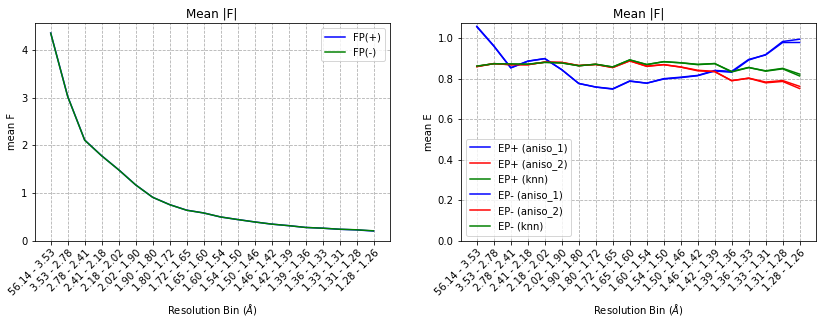 Mean |F|
mean F
4
3
2
1
0
FP(+)
FP(-)
56.14 - 3.53
3.53 - 2.78
2.78 - 2.41
2.41 - 2.18
2.18 - 2.02
2.02 - 1.90
1.90 - 1.80
1.80 - 1.72
1.72 - 1.65
1.65 - 1.60
1.60 - 1.54
1.54 - 1.50
1.50 - 1.46
1.46 - 1.42
1.42 - 1.39
1.39 - 1.36
1.36 - 1.33
1.33 - 1.31
1.31 - 1.28
1.28 - 1.26
Resolution Bin (Å)
Mean |F|
mean E
1.0
0.8
0.6
0.4
0.2
0.0
EP+ (aniso_1)
EP+ (aniso_2)
EP+ (knn)
EP- (aniso_1)
EP- (aniso_2)
EP- (knn)
56.14 - 3.53
3.53 - 2.78
2.78 - 2.41
2.41 - 2.18
2.18 - 2.02
2.02 - 1.90
1.90 - 1.80
1.80 - 1.72
1.72 - 1.65
1.65 - 1.60
1.60 - 1.54
1.54 - 1.50
1.50 - 1.46
1.46 - 1.42
1.42 - 1.39
1.39 - 1.36
1.36 - 1.33
1.33 - 1.31
1.31 - 1.28
1.28 - 1.26
Resolution Bin (Å)